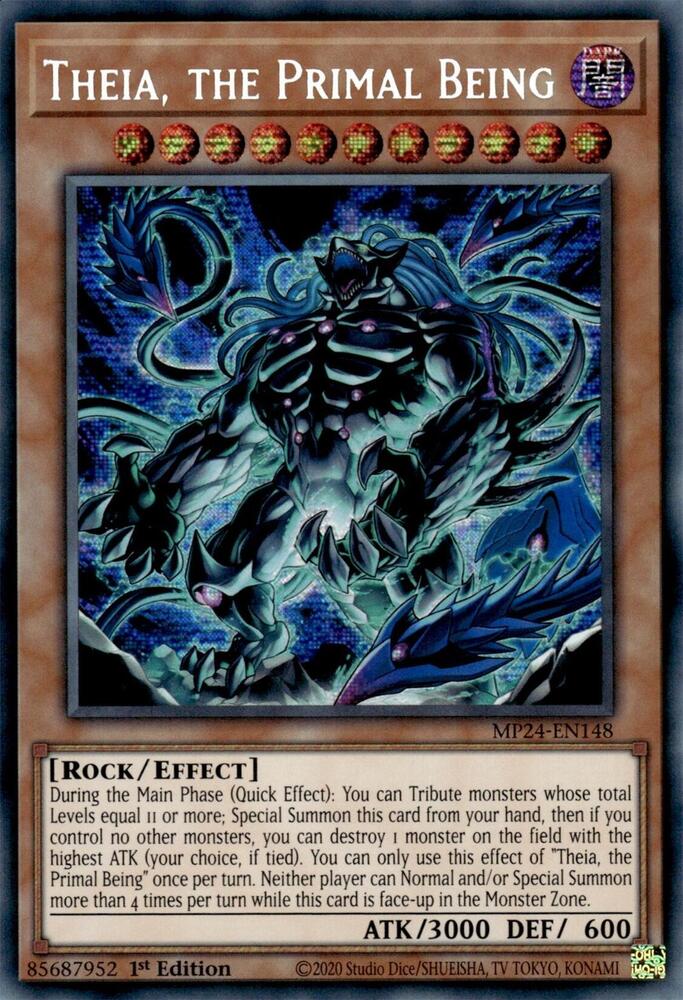 THEIA, THE PRIMAL BEING
DARK
闇
MP24-EN148
[ROCK/EFFECT]
During the Main Phase (Quick Effect): You can Tribute monsters whose total
Levels equal 11 or more; Special Summon this card from your hand, then if you
control no other monsters, you can destroy 1 monster on the field with the
highest ATK (your choice, if tied). You can only use this effect of "Theia, the
Primal Being" once per turn. Neither player can Normal and/or Special Summon
more than 4 times per turn while this card is face-up in the Monster Zone.
ATK/3000 DEF/ 600
85687952 1st Edition ©2020 Studio Dice/SHUEISHA, TV TOKYO, KONAMI